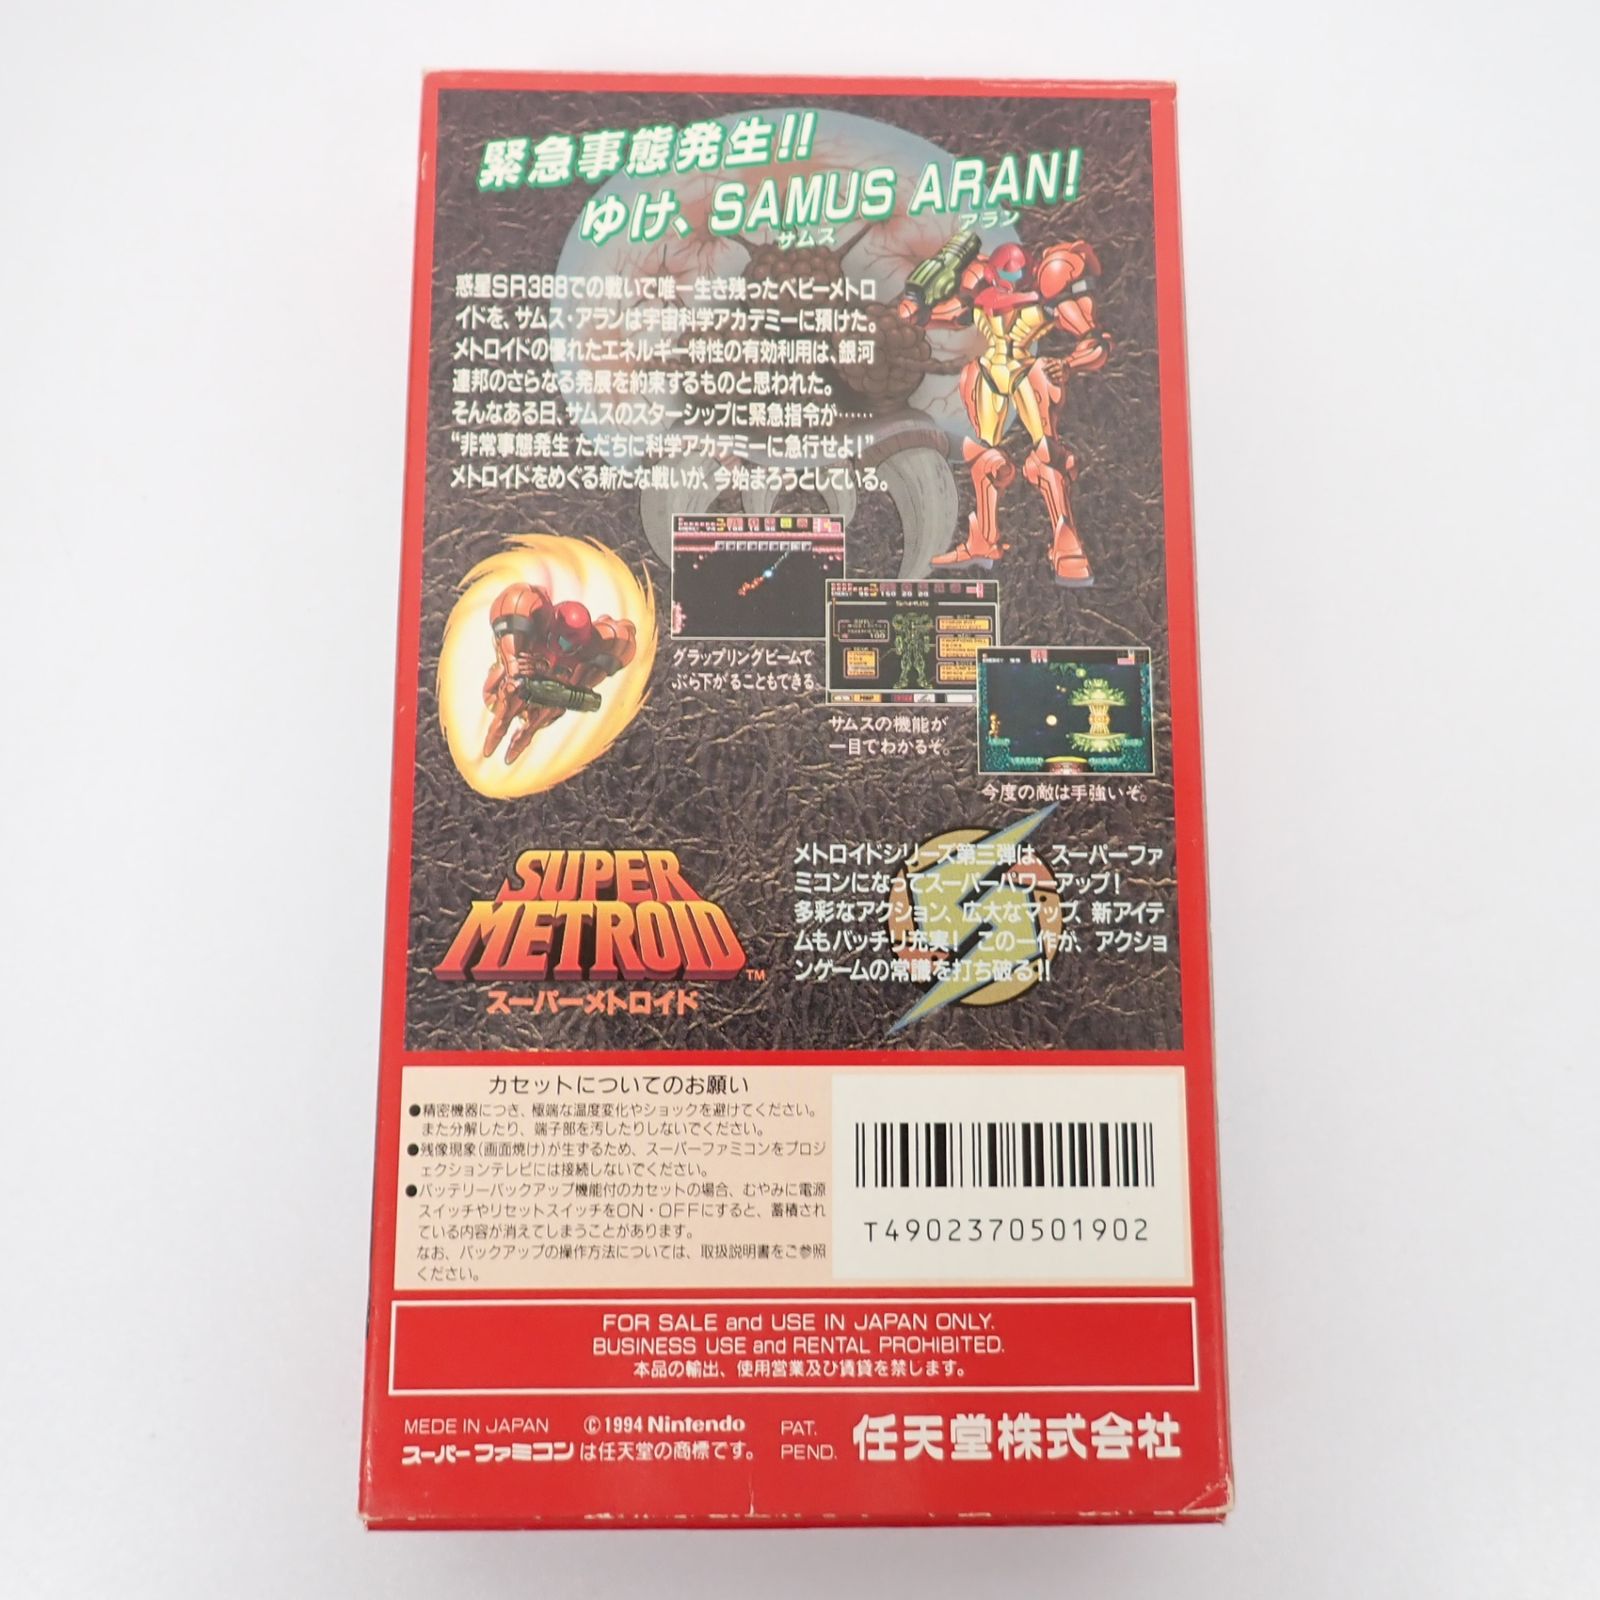 緊急事態発生!!
ゆけ、SAMUS ARAN!
サムス アラン
惑星SR388での戦いで唯一生き残ったベビーメトロ
イドを、サムス・アランは宇宙科学アカデミーに預けた。
メトロイドの優れたエネルギー特性の有効利用は、銀河
連邦のさらなる発展を約束するものと思われた。
そんなある日、サムスのスターシップに緊急指令が……
“非常事態発生 ただちに科学アカデミーに急行せよ!”
メトロイドをめぐる新たな戦いが、今始まろうとしている。
グラップリングビームで
ぶら下がることもできる。
サムスの機能が
一目でわかるぞ。
今度の敵は手強いぞ。
SUPER
METROID™
スーパーメトロイド
メトロイドシリーズ第三弾は、スーパーファ
ミコンになってスーパーパワーアップ!
多彩なアクション、広大なマップ、新アイテ
ムもバッチリ充実! この一作が、アクショ
ンゲームの常識を打ち破る!!
カセットについてのお願い
●精密機器につき、極端な温度変化やショックを避けてください。
また分解したり、端子部を汚したりしないでください。
●残像現象(画面焼け)が生ずるため、スーパーファミコンをプロジ
ェクションテレビには接続しないでください。
●バッテリーバックアップ機能付のカセットの場合、むやみに電源
スイッチやリセットスイッチをON・OFFにすると、蓄積され
ている内容が消えてしまうことがあります。
なお、バックアップの操作方法については、取扱説明書をご参照
ください。
T4902370501902
FOR SALE and USE IN JAPAN ONLY.
BUSINESS USE and RENTAL PROHIBITED.
本品の輸出、使用営業及び賃貸を禁じます。
MEDE IN JAPAN ©1994 Nintendo
スーパーファミコンは任天堂の商標です。
PAT.
PEND.
任天堂株式会社